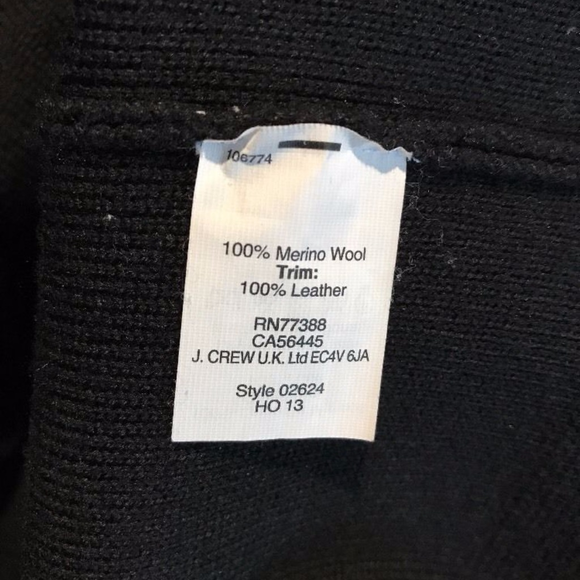 106774
100% Merino Wool
Trim:
100% Leather
RN77388
CA56445
J. CREW U.K. Ltd EC4V 6JA
Style 02624
HO 13